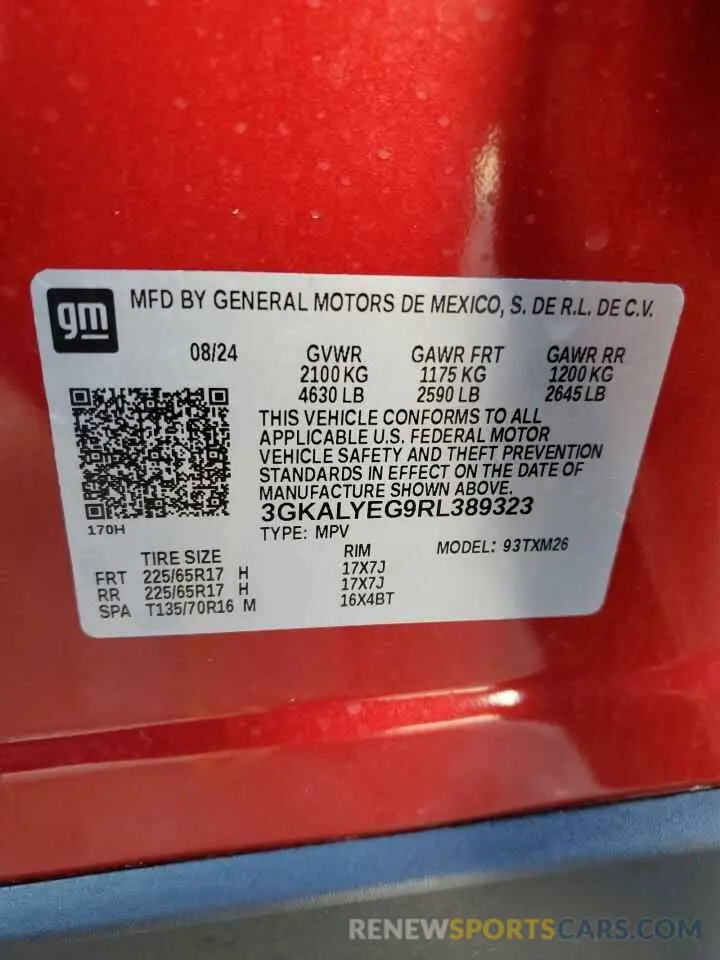 gm MFD BY GENERAL MOTORS DE MEXICO, S. DE R.L. DE C.V.
08/24 GVWR GAWR FRT GAWR RR
2100 KG 1175 KG 1200 KG
4630 LB 2590 LB 2645 LB
THIS VEHICLE CONFORMS TO ALL
APPLICABLE U.S. FEDERAL MOTOR
VEHICLE SAFETY AND THEFT PREVENTION
STANDARDS IN EFFECT ON THE DATE OF
MANUFACTURE SHOWN ABOVE.
3GKALYEG9RL389323
170H TYPE: MPV MODEL: 93TXM26
TIRE SIZE RIM
FRT 225/65R17 H 17X7J
RR 225/65R17 H 17X7J
SPA T135/70R16 M 16X4BT
RENEWSPORTSCARS.COM